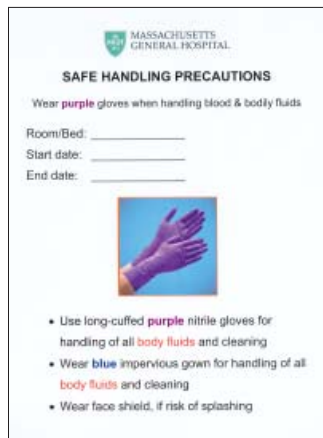 MASSACHUSETTS
GENERAL HOSPITAL
SAFE HANDLING PRECAUTIONS
Wear purple gloves when handling blood & bodily fluids
Room/Bed:
Start date:
End date:
• Use long-cuffed purple nitrile gloves for
handling of all body fluids and cleaning
• Wear blue impervious gown for handling of all
body fluids and cleaning
• Wear face shield, if risk of splashing